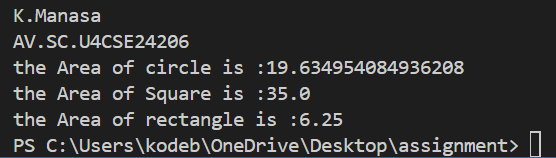 K.Manasa
AV.SC.U4CSE24206
the Area of circle is :19.634954084936208
the Area of Square is :35.0
the Area of rectangle is :6.25
PS C:\Users\kodeb\OneDrive\Desktop\assignment>